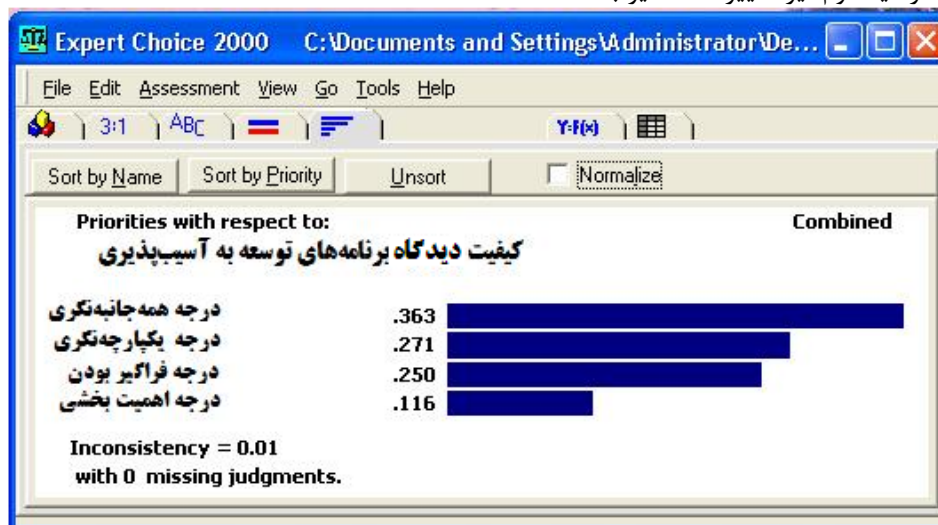 Expert Choice 2000 C:\Documents and Settings\Administrator\De...
File Edit Assessment View Go Tools Help
3:1 ABC Y=F(x)
Sort by Name Sort by Priority Unsort Normalize
Priorities with respect to: Combined
کیفیت دیدگاه برنامه‌های توسعه به آسیب‌پذیری
درجه همه‌جانبه‌نگری .363
درجه یکپارچه‌نگری .271
درجه فراگیر بودن .250
درجه اهمیت بخشی .116
Inconsistency = 0.01
with 0 missing judgments.